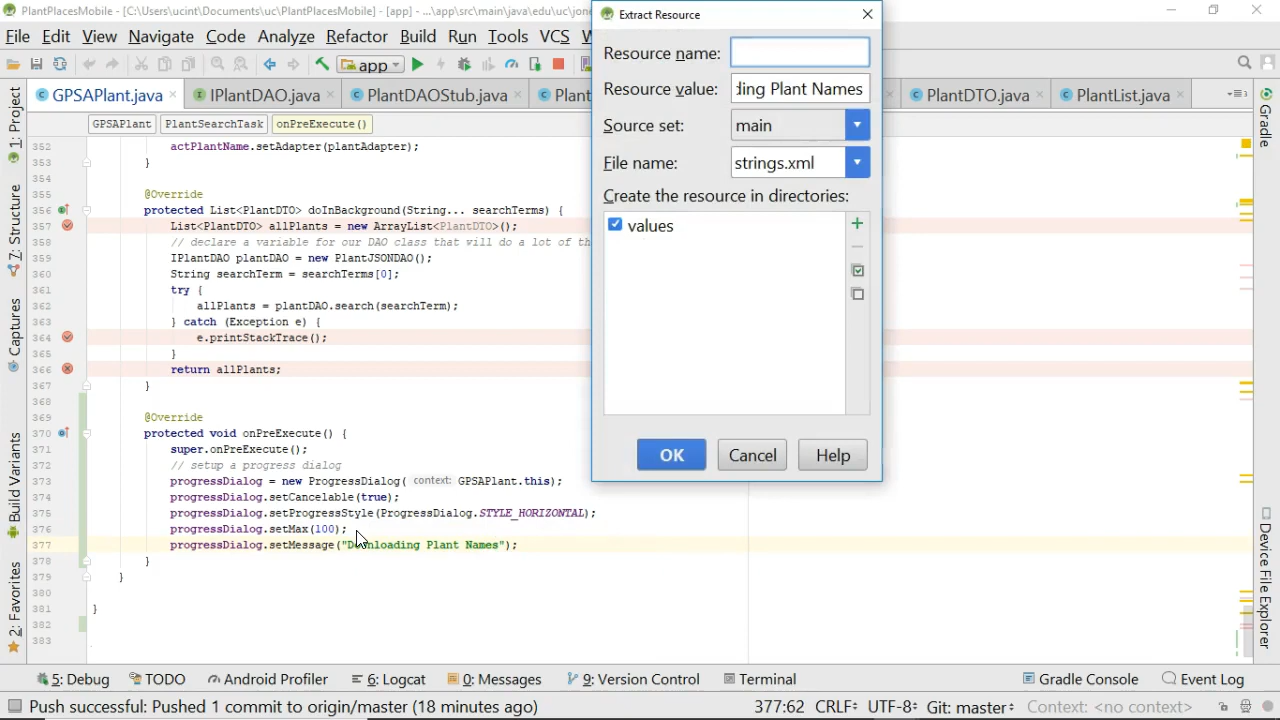 PlantPlacesMobile - [C:\Users\ucint\Documents\uc\PlantPlacesMobile] - [app] - ...\app\src\main\java\edu\uc\jone
Extract Resource
File Edit View Navigate Code Analyze Refactor Build Run Tools VCS W
app
GPSAPlant.java IPlantDAO.java PlantDAOStub.java Plant PlantDTO.java PlantList.java
GPSAPlant PlantSearchTask onPreExecute()
Resource name:
Resource value: ding Plant Names
Source set: main
File name: strings.xml
Create the resource in directories:
values
OK Cancel Help
1: Project
7: Structure
Captures
Build Variants
2: Favorites
Gradle
Device File Explorer
352 actPlantName.setAdapter(plantAdapter);
353 }
354
355 @Override
356 protected List<PlantDTO> doInBackground(String... searchTerms) {
357 List<PlantDTO> allPlants = new ArrayList<PlantDTO>();
358 // declare a variable for our DAO class that will do a lot of th
359 IPlantDAO plantDAO = new PlantJSONDAO();
360 String searchTerm = searchTerms[0];
361 try {
362 allPlants = plantDAO.search(searchTerm);
363 } catch (Exception e) {
364 e.printStackTrace();
365 }
366 return allPlants;
367 }
368
369 @Override
370 protected void onPreExecute() {
371 super.onPreExecute();
372 // setup a progress dialog
373 progressDialog = new ProgressDialog( context: GPSAPlant.this);
374 progressDialog.setCancelable(true);
375 progressDialog.setProgressStyle(ProgressDialog.STYLE_HORIZONTAL);
376 progressDialog.setMax(100);
377 progressDialog.setMessage("Downloading Plant Names");
378 }
379 }
380
381 }
382
383
5: Debug TODO Android Profiler 6: Logcat 0: Messages 9: Version Control Terminal Gradle Console Event Log
Push successful: Pushed 1 commit to origin/master (18 minutes ago) 377:62 CRLF UTF-8 Git: master Context: <no context>